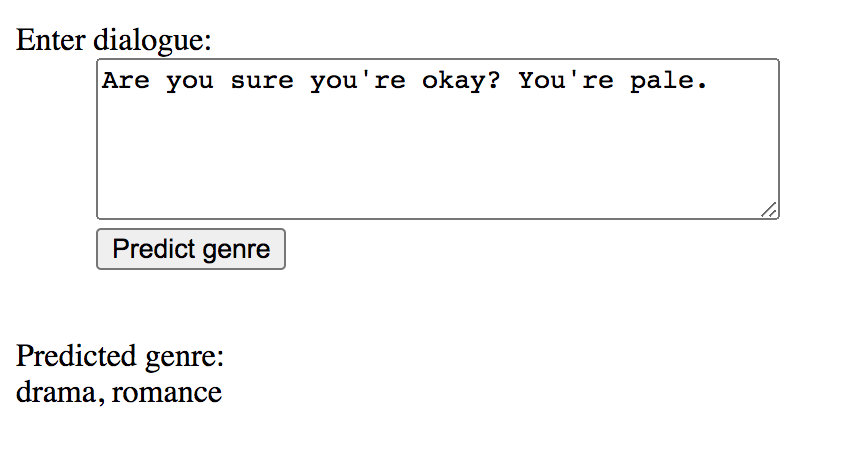 Enter dialogue:
Are you sure you're okay? You're pale.
Predict genre
Predicted genre:
drama, romance